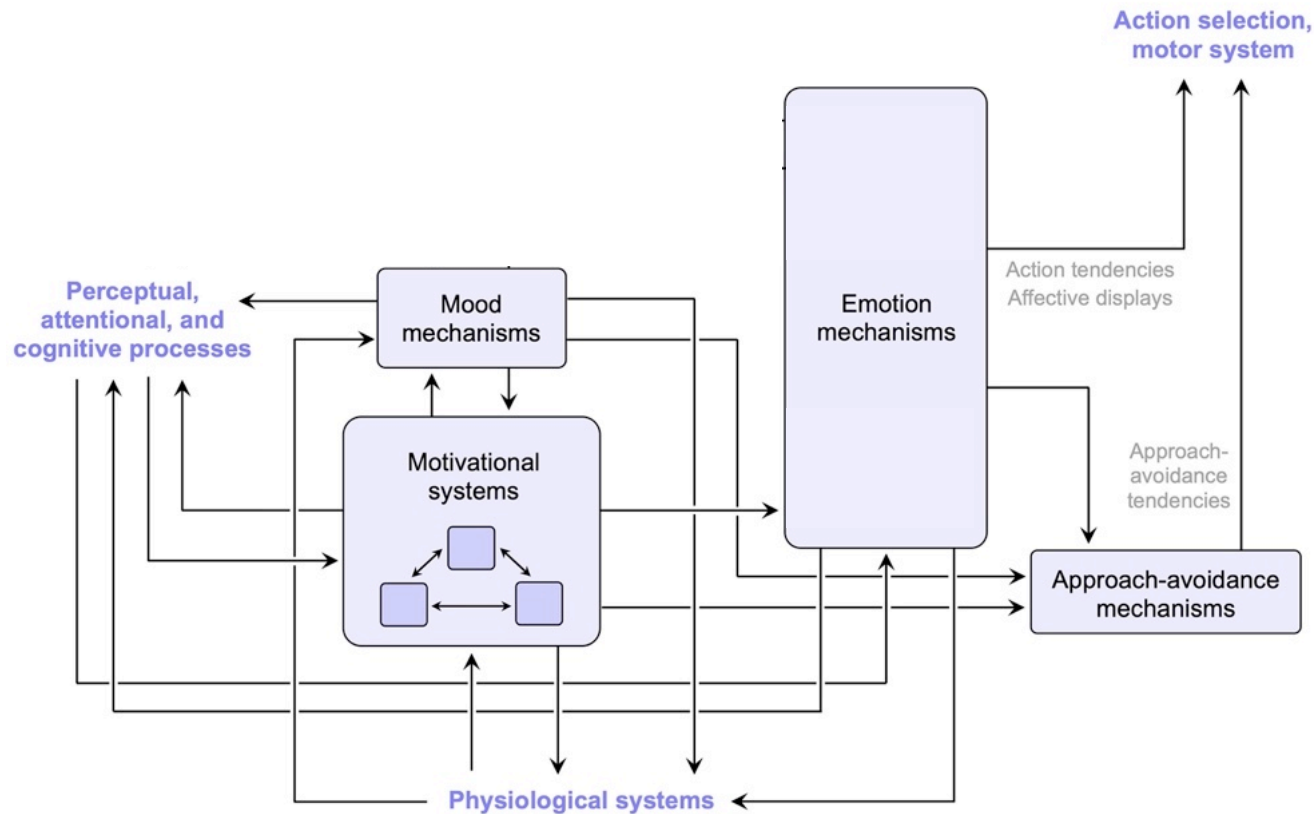 Action selection,
motor system
Perceptual,
attentional, and
cognitive processes
Mood
mechanisms
Emotion
mechanisms
Action tendencies
Affective displays
Motivational
systems
Approach-
avoidance
tendencies
Approach-avoidance
mechanisms
Physiological systems